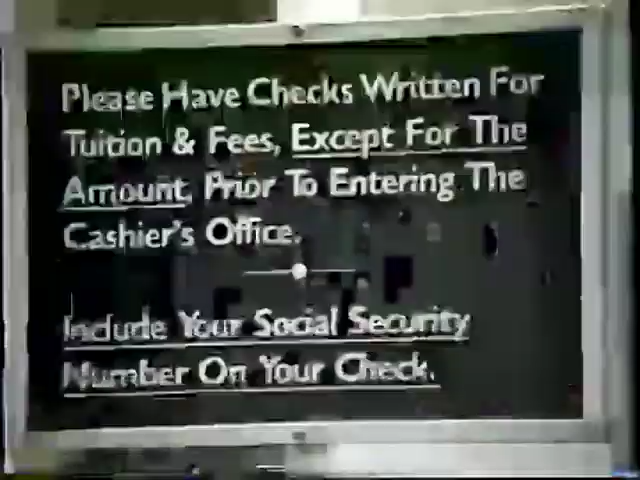 Please Have Checks Written For
Tuition & Fees, Except For The
Amount, Prior To Entering The
Cashier's Office.
Include Your Social Security
Number On Your Check.